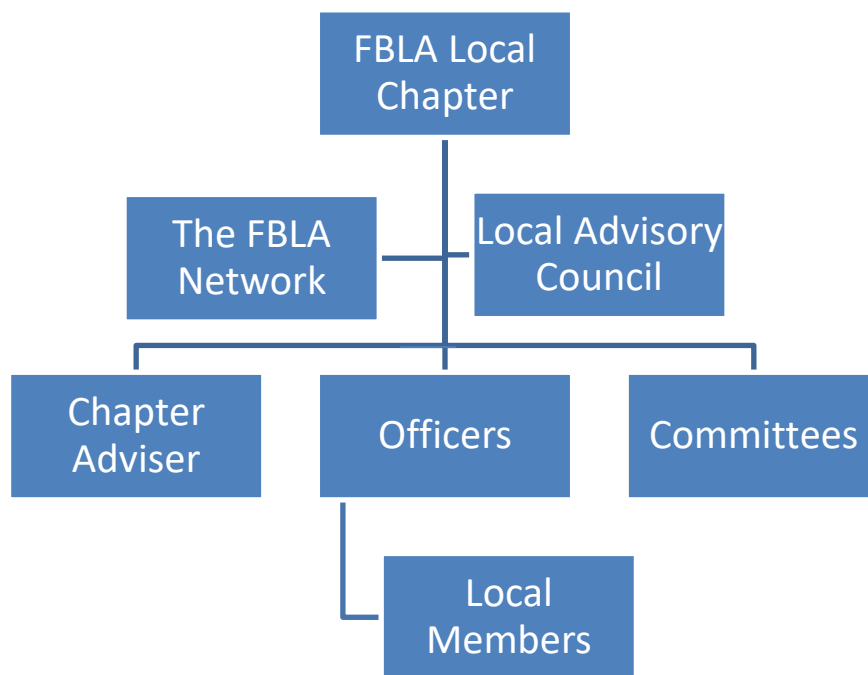 FBLA Local
Chapter
The FBLA
Network
Local Advisory
Council
Chapter
Adviser
Officers
Committees
Local
Members